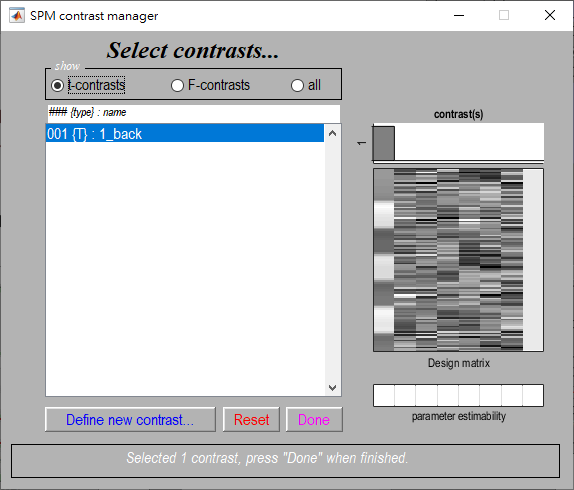 SPM contrast manager
Select contrasts...
show
t-contrasts
F-contrasts
all
### {type} : name
001 {T} : 1_back
contrast(s)
1
Design matrix
parameter estimability
Define new contrast...
Reset
Done
Selected 1 contrast, press "Done" when finished.